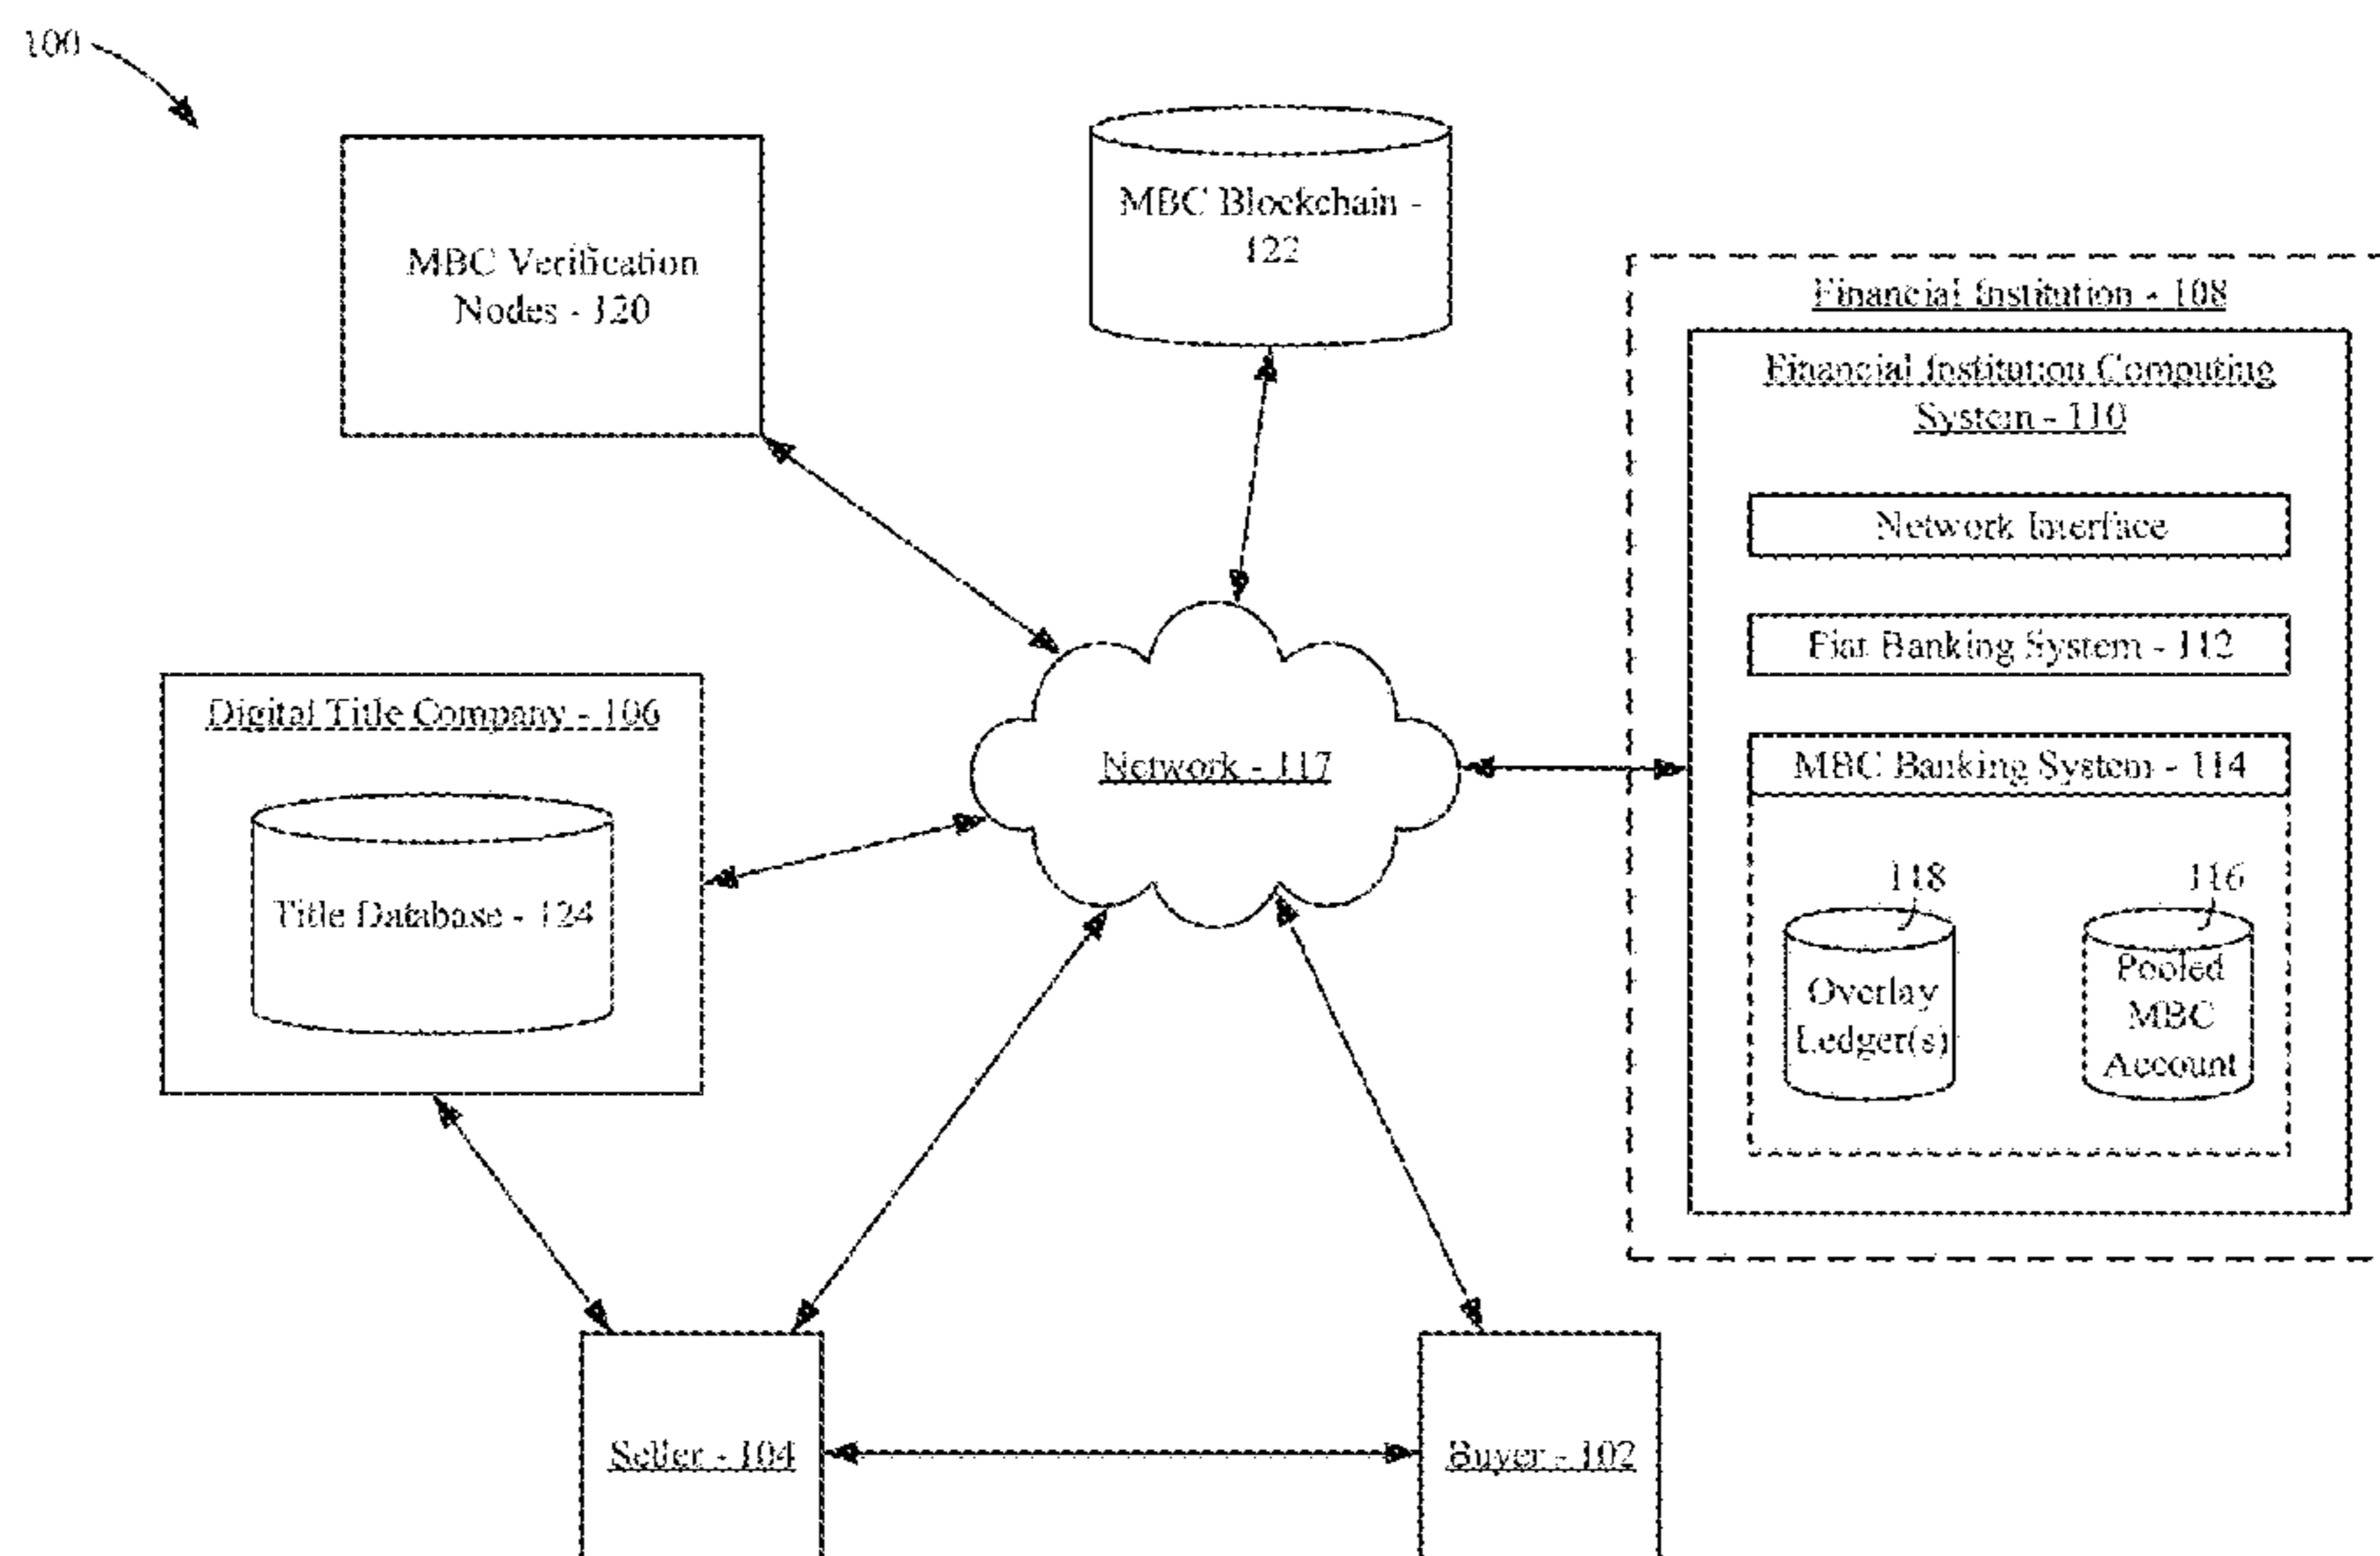 100
MBC Verification
Nodes - 120
MBC Blockchain -
122
Financial Institution - 108
Financial Institution Computing
System - 110
Network Interface
Fiat Banking System - 112
MBC Banking System - 114
118
116
Overlay
Ledger(s)
Pooled
MBC
Account
Network - 117
Digital Title Company - 106
Title Database - 124
Seller - 104
Buyer - 102